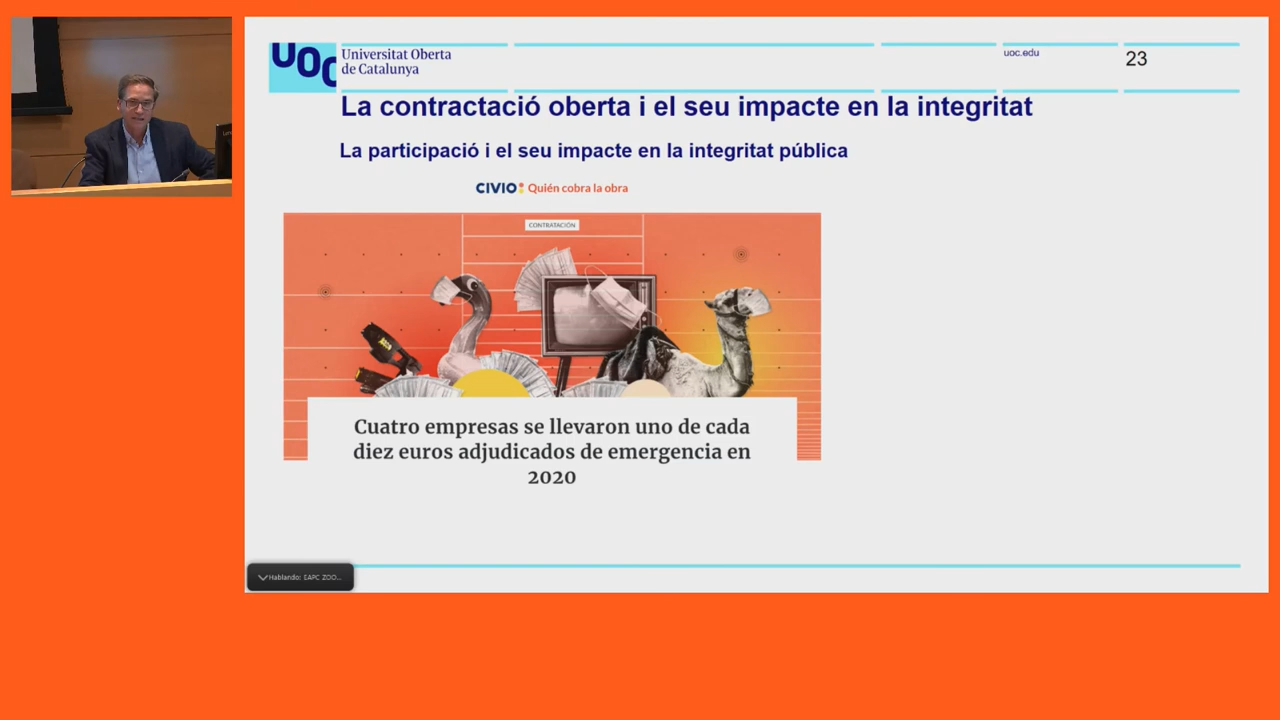 UOC
Universitat Oberta
de Catalunya
uoc.edu
23
La contractació oberta i el seu impacte en la integritat
La participació i el seu impacte en la integritat pública
CIVIO Quién cobra la obra
CONTRATACIÓN
Cuatro empresas se llevaron uno de cada
diez euros adjudicados de emergencia en
2020
Hablando: EAPC ZOO...